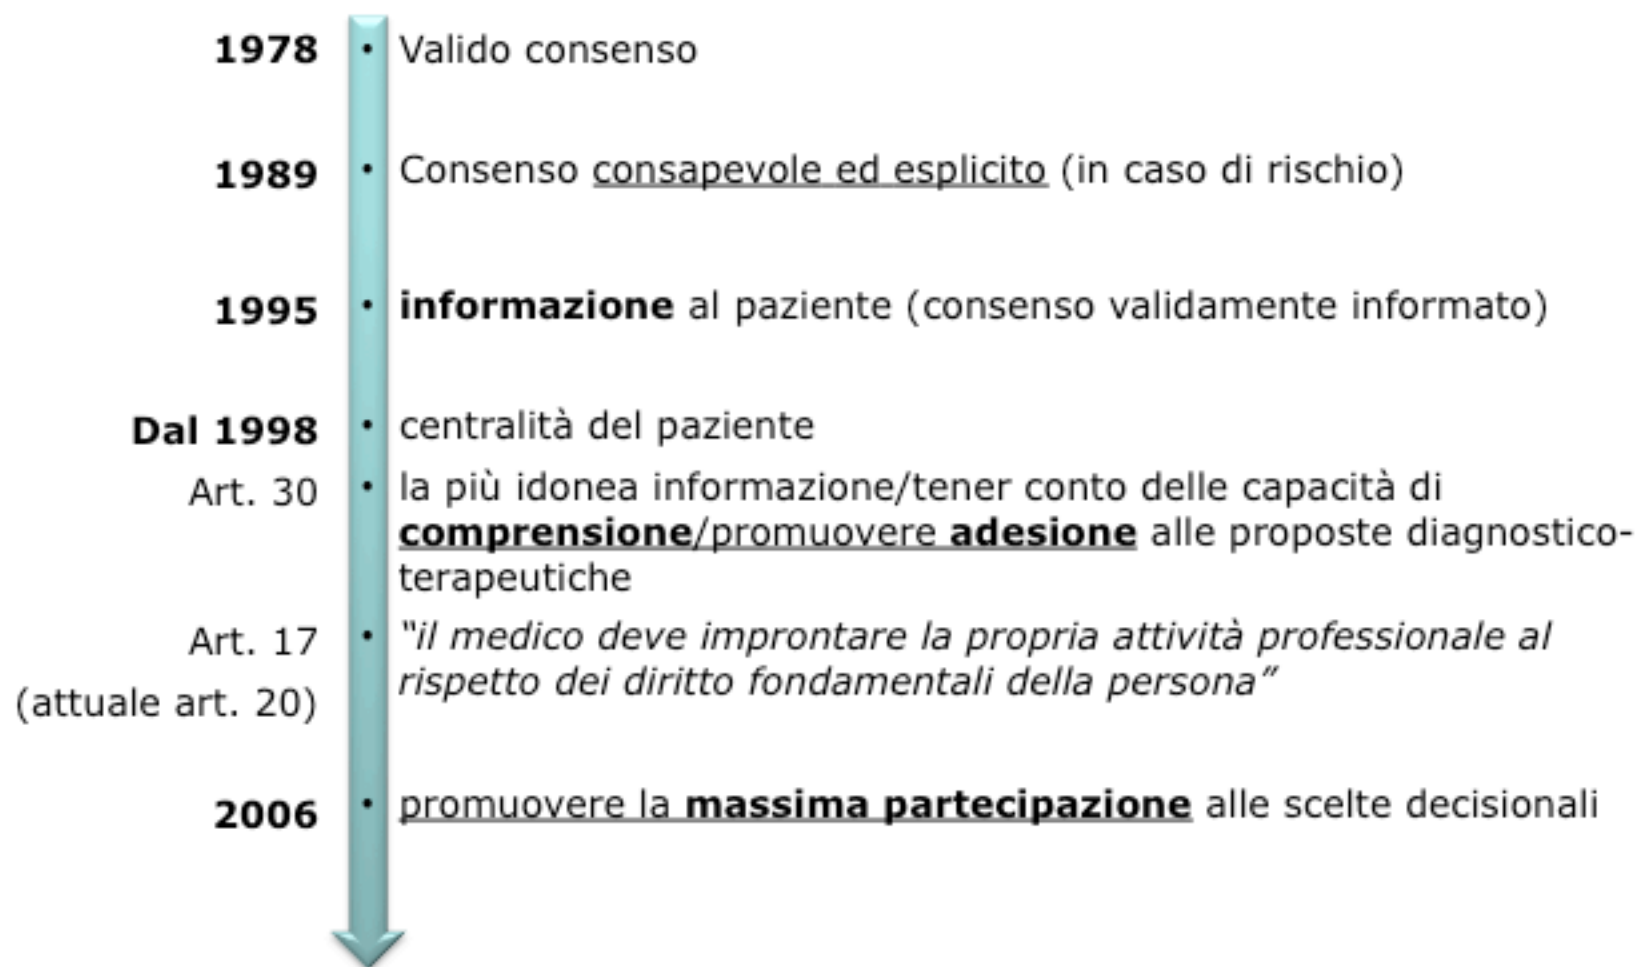 1978 • Valido consenso
1989 • Consenso consapevole ed esplicito (in caso di rischio)
1995 • informazione al paziente (consenso validamente informato)
Dal 1998 • centralità del paziente
Art. 30 • la più idonea informazione/tener conto delle capacità di
comprensione/promuovere adesione alle proposte diagnostico-
terapeutiche
Art. 17 • “il medico deve improntare la propria attività professionale al
(attuale art. 20) rispetto dei diritto fondamentali della persona”
2006 • promuovere la massima partecipazione alle scelte decisionali